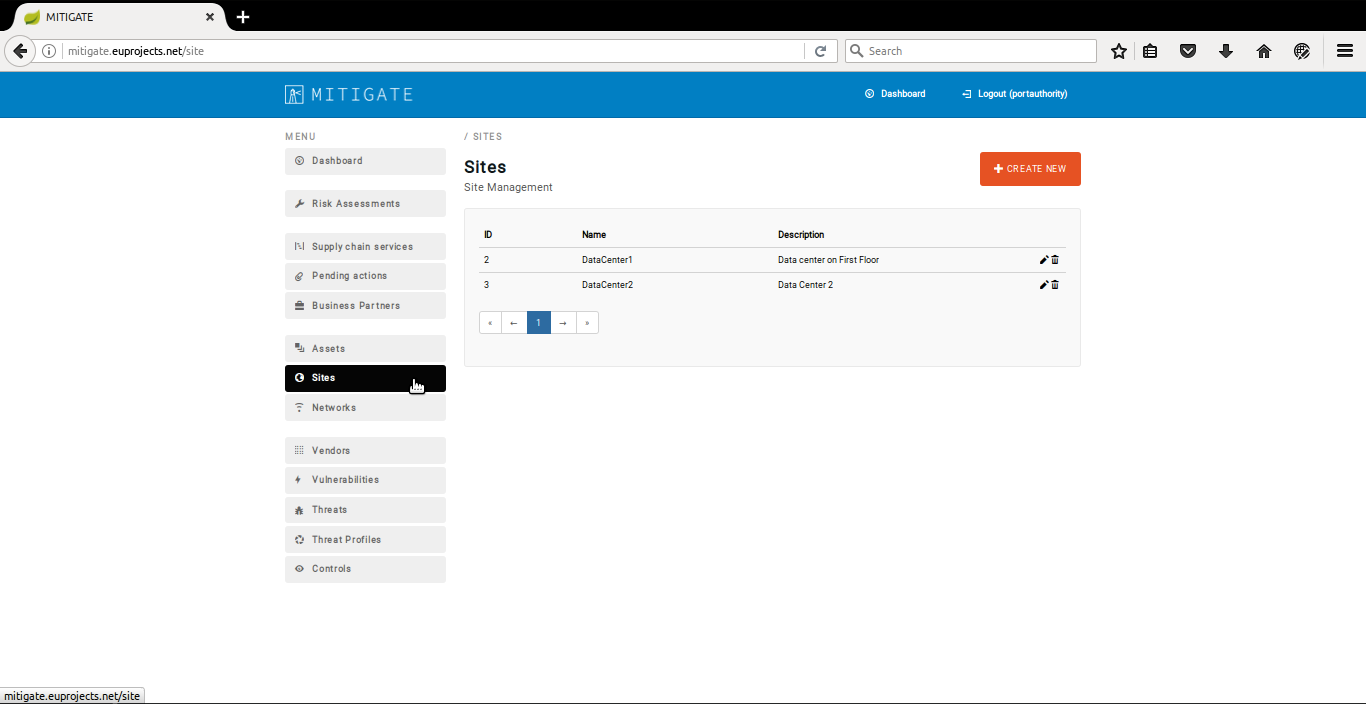 MITIGATE
mitigate.euprojects.net/site
Search
MITIGATE
Dashboard
Logout (portauthority)
MENU
Dashboard
Risk Assessments
Supply chain services
Pending actions
Business Partners
Assets
Sites
Networks
Vendors
Vulnerabilities
Threats
Threat Profiles
Controls
/ SITES
Sites
Site Management
CREATE NEW
ID Name Description
2 DataCenter1 Data center on First Floor
3 DataCenter2 Data Center 2
« ← 1 → »
mitigate.euprojects.net/site